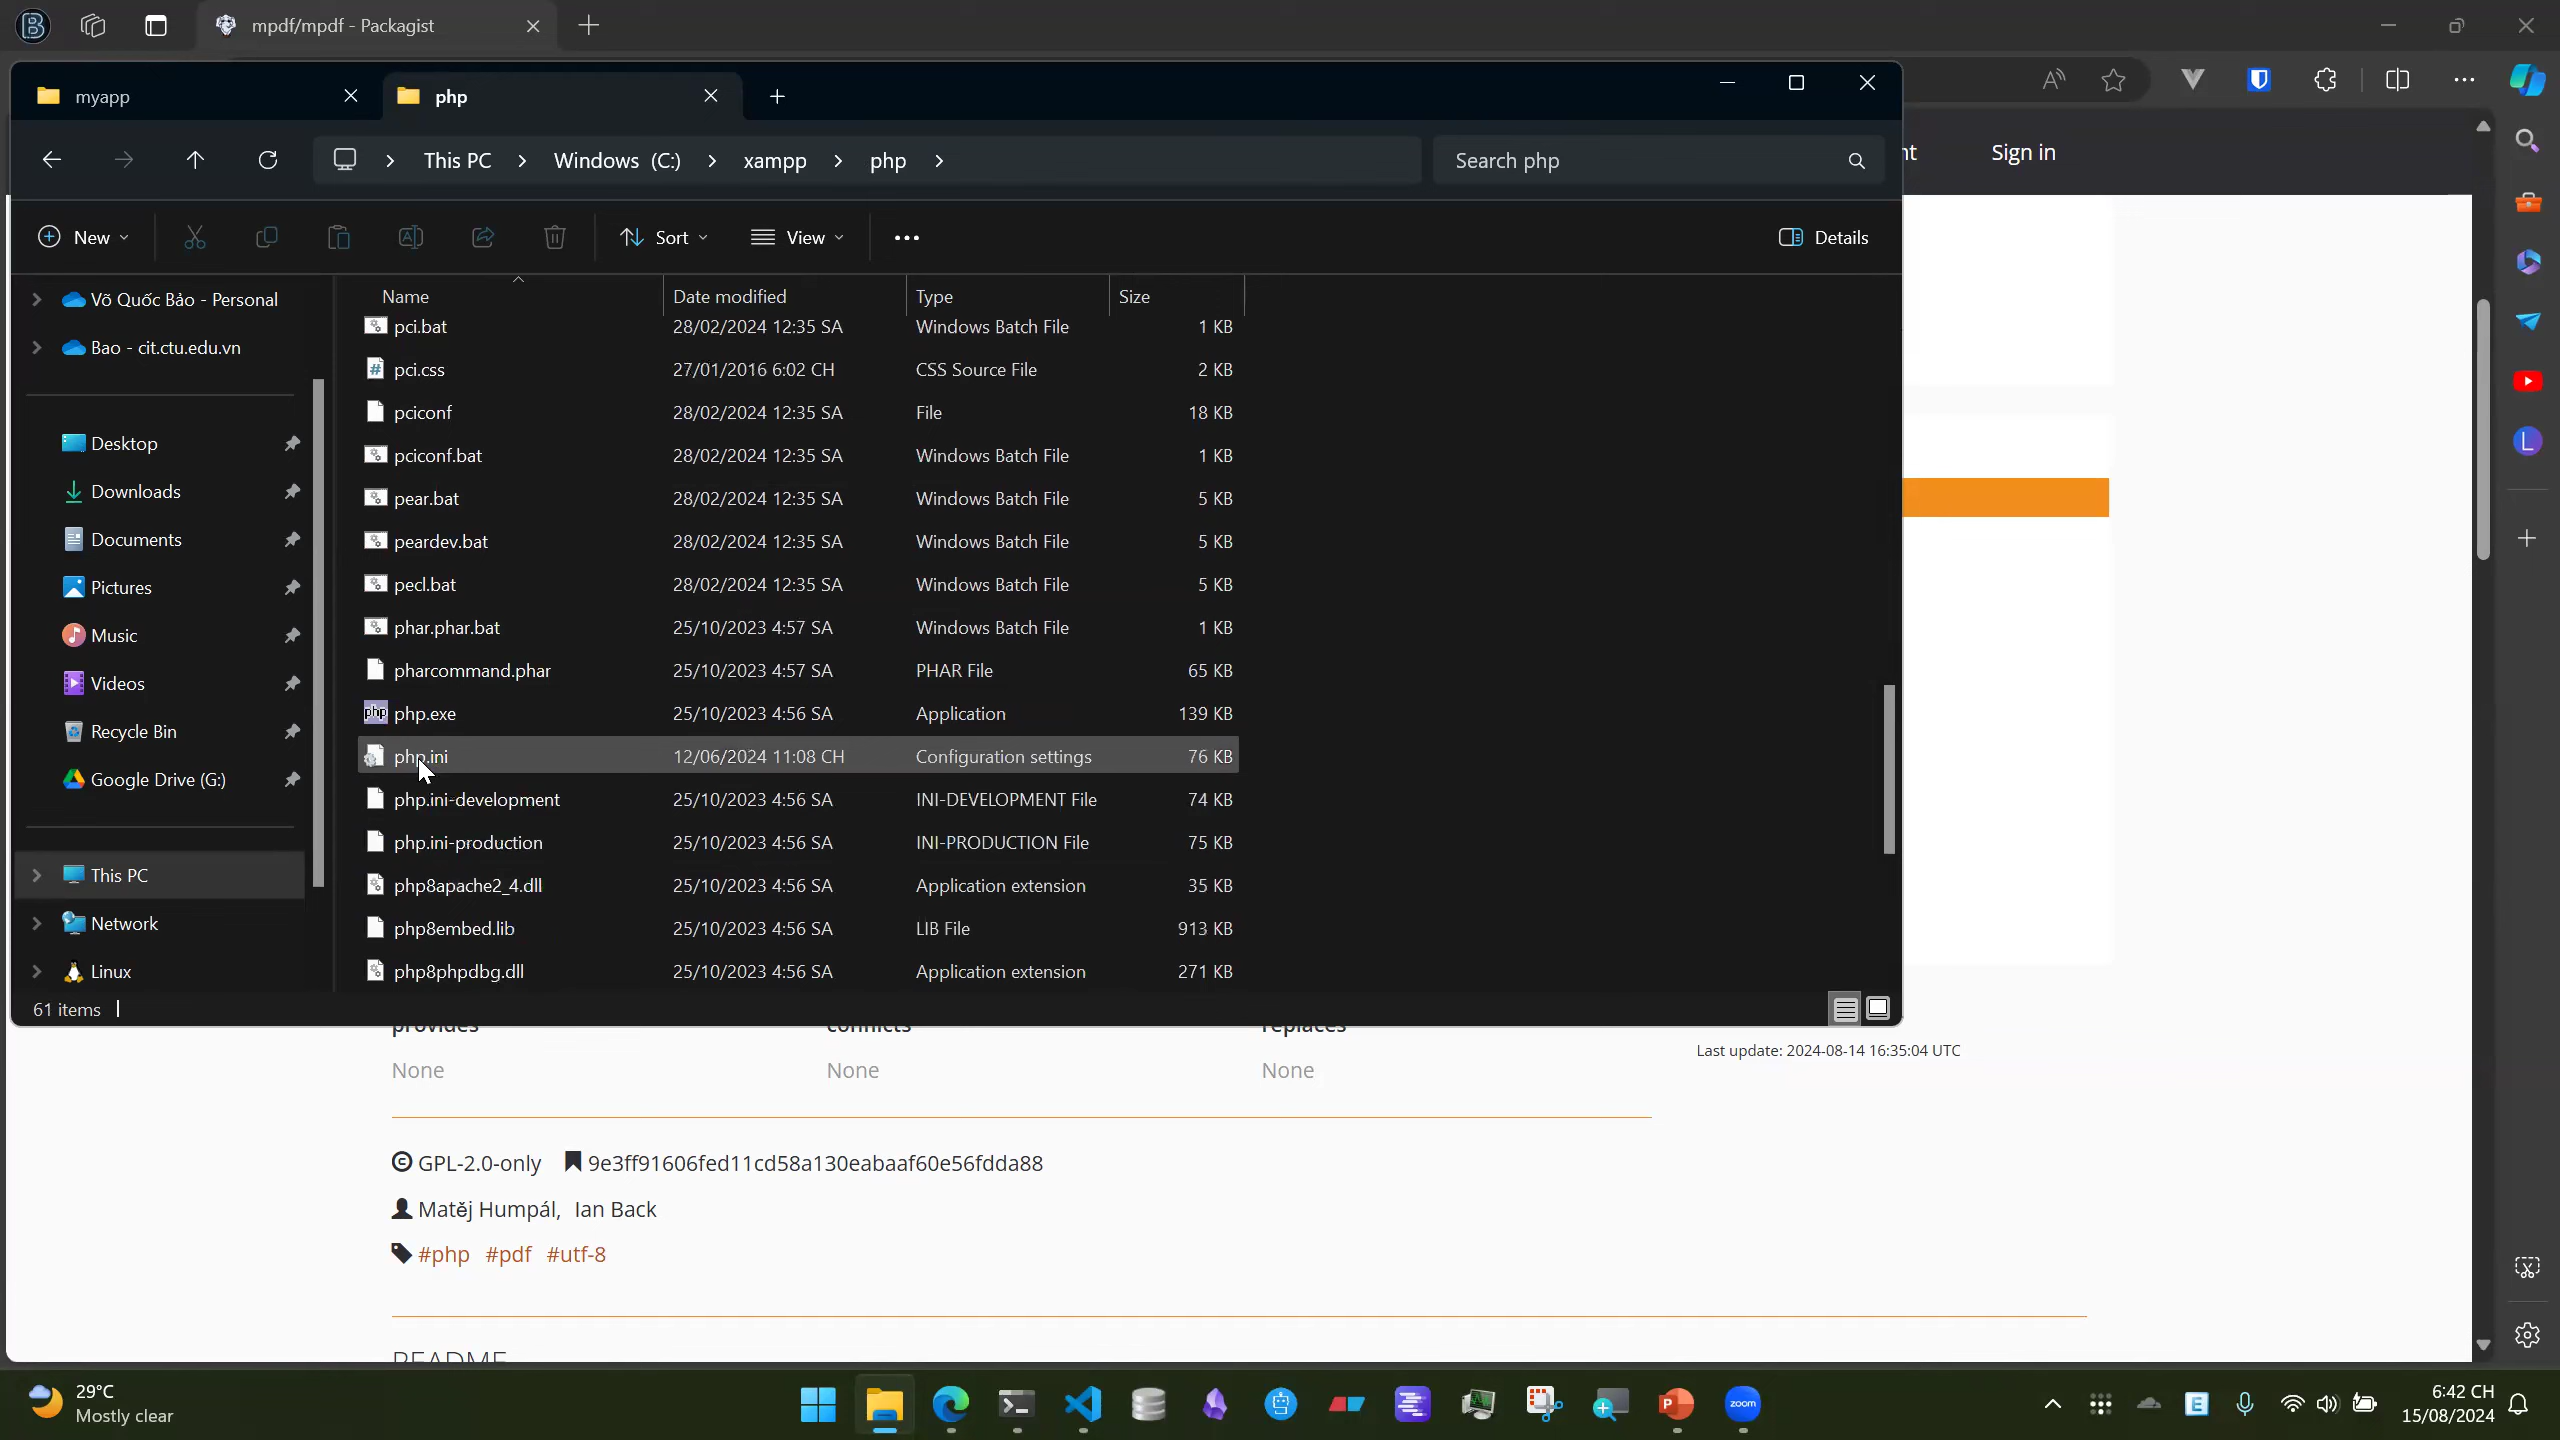 mpdf/mpdf - Packagist
myapp
php
This PC
Windows (C:)
xampp
php
Search php
nt
Sign in
New
Sort
View
Details
Name
Date modified
Type
Size
Võ Quốc Bảo - Personal
Bao - cit.ctu.edu.vn
Desktop
Downloads
Documents
Pictures
Music
Videos
Recycle Bin
Google Drive (G:)
This PC
Network
Linux
pci.bat 28/02/2024 12:35 SA Windows Batch File 1 KB
pci.css 27/01/2016 6:02 CH CSS Source File 2 KB
pciconf 28/02/2024 12:35 SA File 18 KB
pciconf.bat 28/02/2024 12:35 SA Windows Batch File 1 KB
pear.bat 28/02/2024 12:35 SA Windows Batch File 5 KB
peardev.bat 28/02/2024 12:35 SA Windows Batch File 5 KB
pecl.bat 28/02/2024 12:35 SA Windows Batch File 5 KB
phar.phar.bat 25/10/2023 4:57 SA Windows Batch File 1 KB
pharcommand.phar 25/10/2023 4:57 SA PHAR File 65 KB
php php.exe 25/10/2023 4:56 SA Application 139 KB
php.ini 12/06/2024 11:08 CH Configuration settings 76 KB
php.ini-development 25/10/2023 4:56 SA INI-DEVELOPMENT File 74 KB
php.ini-production 25/10/2023 4:56 SA INI-PRODUCTION File 75 KB
php8apache2_4.dll 25/10/2023 4:56 SA Application extension 35 KB
php8embed.lib 25/10/2023 4:56 SA LIB File 913 KB
php8phpdbg.dll 25/10/2023 4:56 SA Application extension 271 KB
61 items
provides conflicts replaces
None None None
Last update: 2024-08-14 16:35:04 UTC
GPL-2.0-only 9e3ff91606fed11cd58a130eabaaf60e56fdda88
Matěj Humpál, Ian Back
#php #pdf #utf-8
README
29°C
Mostly clear
zoom
6:42 CH
15/08/2024